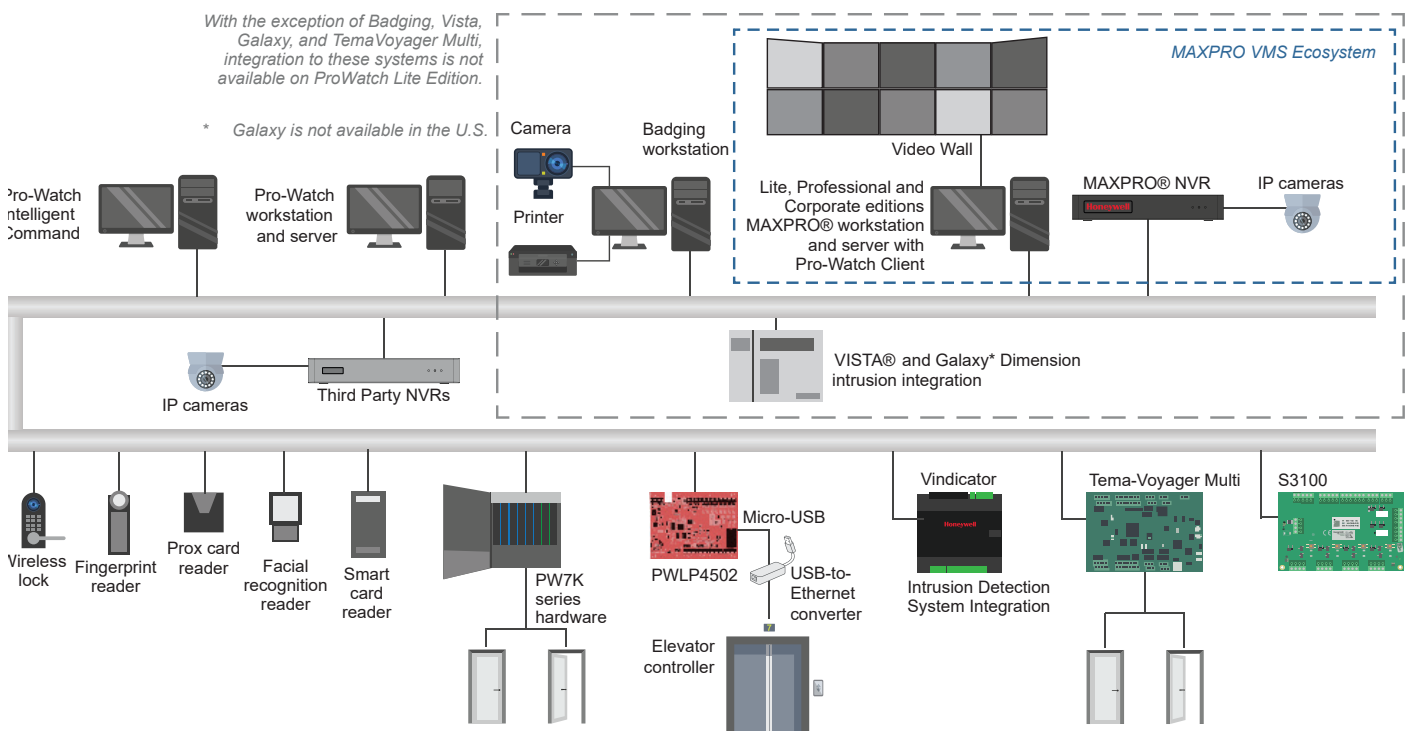 With the exception of Badging, Vista,
Galaxy, and TemaVoyager Multi,
integration to these systems is not
available on ProWatch Lite Edition.
* Galaxy is not available in the U.S.
MAXPRO VMS Ecosystem
Camera
Printer
Badging
workstation
Video Wall
Lite, Professional and
Corporate editions
MAXPRO® workstation
and server with
Pro-Watch Client
MAXPRO® NVR
Honeywell
IP cameras
Pro-Watch
Intelligent
Command
Pro-Watch
workstation
and server
IP cameras
Third Party NVRs
VISTA® and Galaxy* Dimension
intrusion integration
Wireless
lock
Fingerprint
reader
Prox card
reader
Facial
recognition
reader
Smart
card
reader
PW7K
series
hardware
PWLP4502
Micro-USB
USB-to-
Ethernet
converter
Elevator
controller
Vindicator
Honeywell
Intrusion Detection
System Integration
Tema-Voyager Multi
S3100